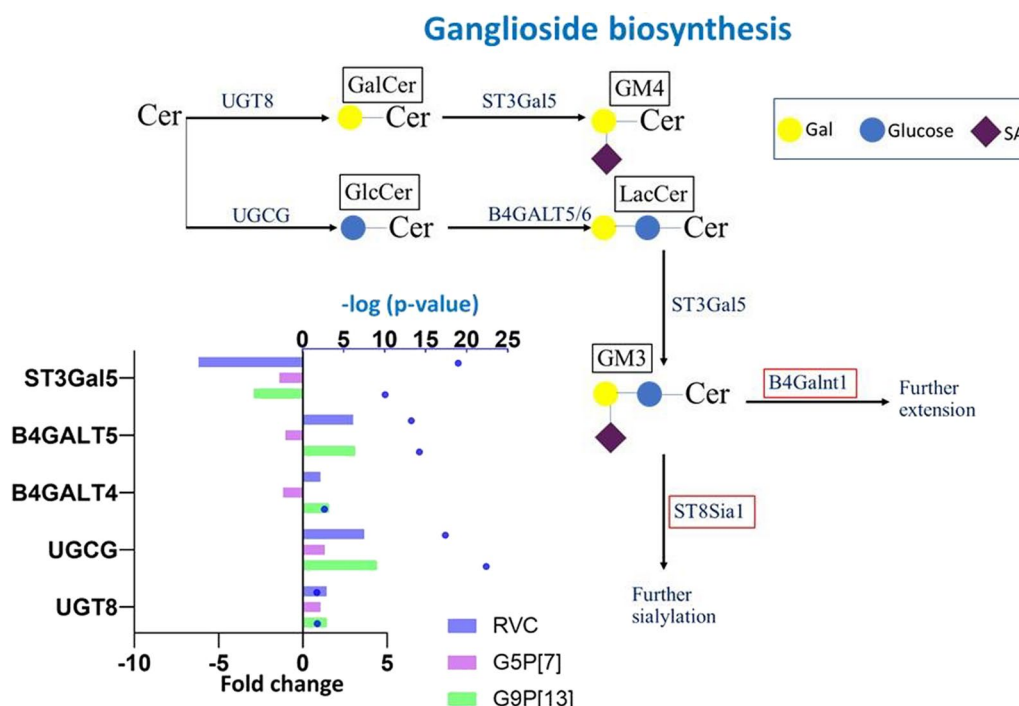 Ganglioside biosynthesis
Cer
UGT8
GalCer
Cer
ST3Gal5
GM4
Cer
Gal
Glucose
SA
UGCG
GlcCer
Cer
B4GALT5/6
LacCer
Cer
ST3Gal5
GM3
Cer
B4Galnt1
Further
extension
ST8Sia1
Further
sialylation
-log (p-value)
0 5 10 15 20 25
ST3Gal5
B4GALT5
B4GALT4
UGCG
UGT8
-10 -5 0 5
Fold change
RVC
G5P[7]
G9P[13]